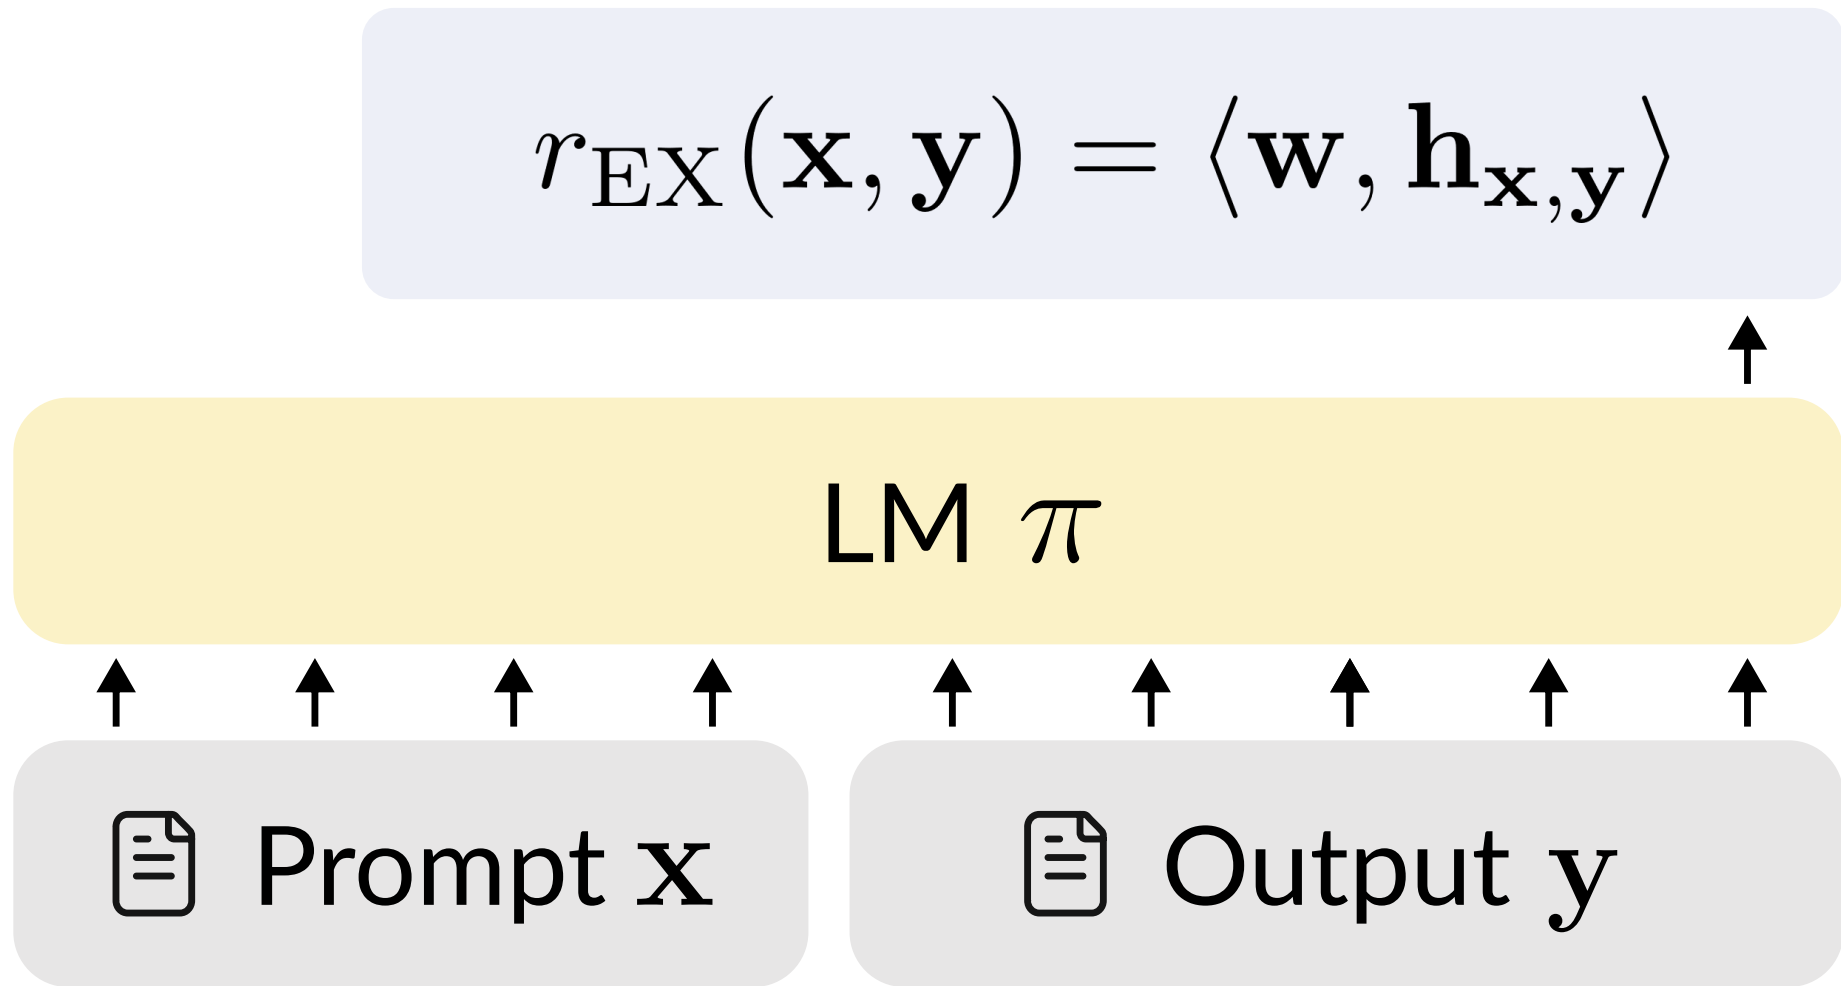 r_EX(𝐱, 𝐲) = ⟨𝐰, 𝐡_𝐱,𝐲⟩
LM π
Prompt 𝐱
Output 𝐲